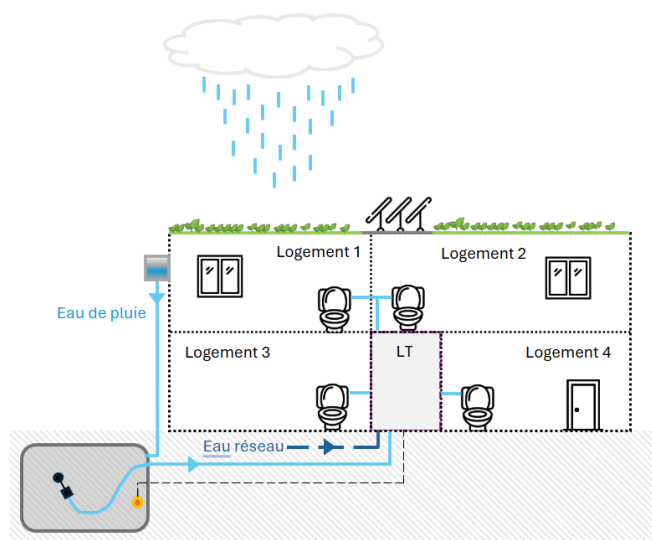 Logement 1
Logement 2
Eau de pluie
Logement 3
LT
Logement 4
Eau réseau